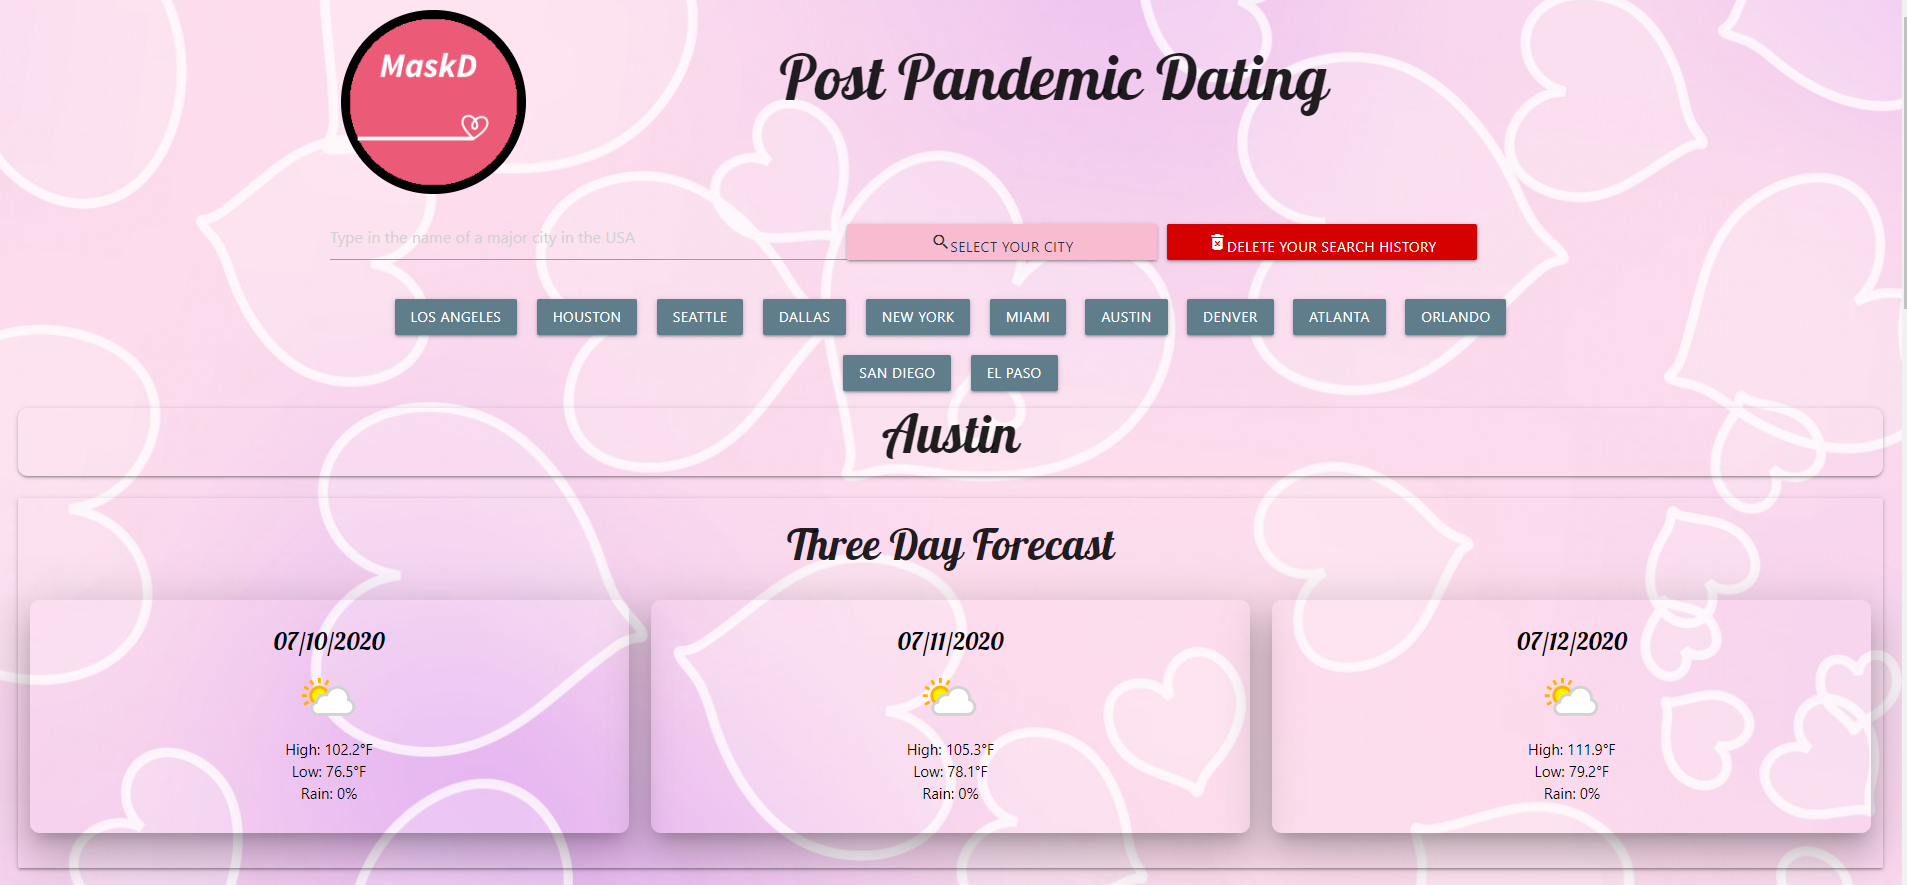 MaskD
Post Pandemic Dating
Type in the name of a major city in the USA
SELECT YOUR CITY
DELETE YOUR SEARCH HISTORY
LOS ANGELES HOUSTON SEATTLE DALLAS NEW YORK MIAMI AUSTIN DENVER ATLANTA ORLANDO
SAN DIEGO EL PASO
Austin
Three Day Forecast
07/10/2020
High: 102.2°F
Low: 76.5°F
Rain: 0%
07/11/2020
High: 105.3°F
Low: 78.1°F
Rain: 0%
07/12/2020
High: 111.9°F
Low: 79.2°F
Rain: 0%